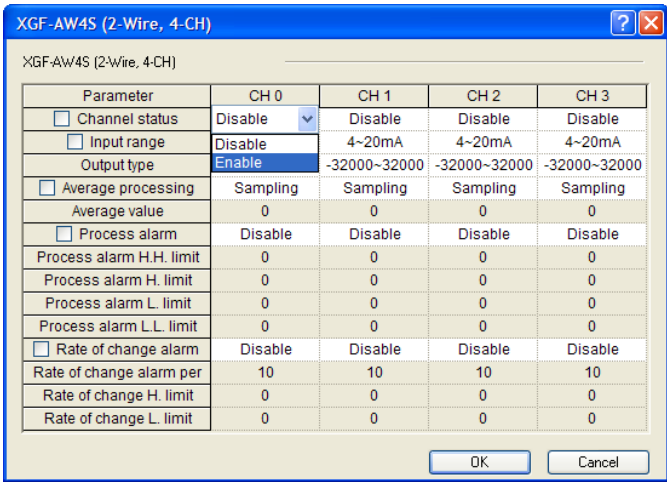 XGF-AW4S (2-Wire, 4-CH)
XGF-AW4S (2-Wire, 4-CH)
Parameter CH 0 CH 1 CH 2 CH 3
Channel status Disable Disable Disable Disable
Input range Disable 4~20mA 4~20mA 4~20mA
Output type Enable -32000~32000 -32000~32000 -32000~32000
Average processing Sampling Sampling Sampling Sampling
Average value 0 0 0 0
Process alarm Disable Disable Disable Disable
Process alarm H.H. limit 0 0 0 0
Process alarm H. limit 0 0 0 0
Process alarm L. limit 0 0 0 0
Process alarm L.L. limit 0 0 0 0
Rate of change alarm Disable Disable Disable Disable
Rate of change alarm per 10 10 10 10
Rate of change H. limit 0 0 0 0
Rate of change L. limit 0 0 0 0
OK Cancel